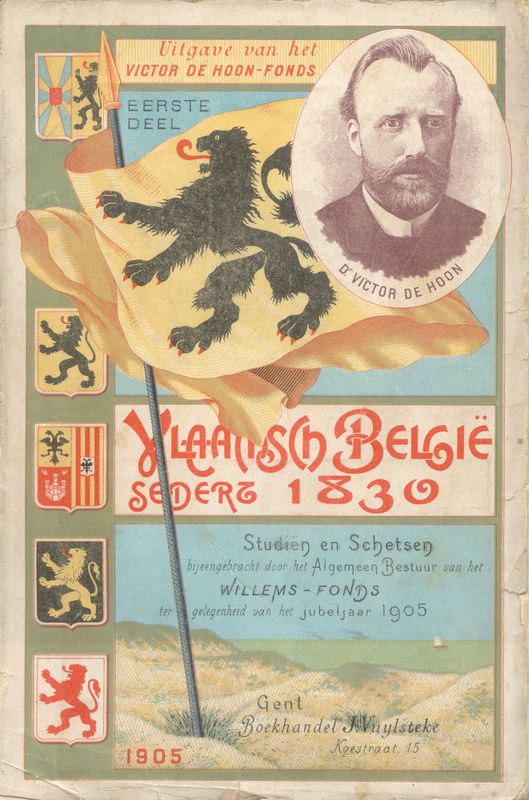 Uitgave van het
VICTOR DE HOON-FONDS
EERSTE
DEEL
Dr VICTOR DE HOON
VLAAMSCH BELGIË
SEDERT 1830
Studiën en Schetsen
bijeengebracht door het Algemeen Bestuur van het
WILLEMS-FONDS
ter gelegenheid van het jubeljaar 1905
Gent
Boekhandel J. Vuylsteke
Koestraat 15
1905